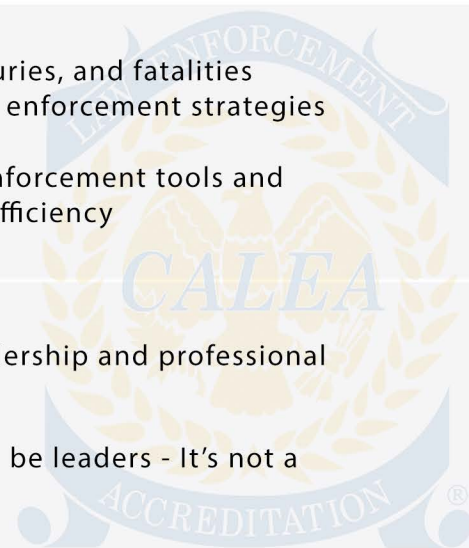 LAW ENFORCEMENT
uries, and fatalities
enforcement strategies
nforcement tools and
fficiency
CALEA
ership and professional
be leaders - It's not a
ACCREDITATION
®